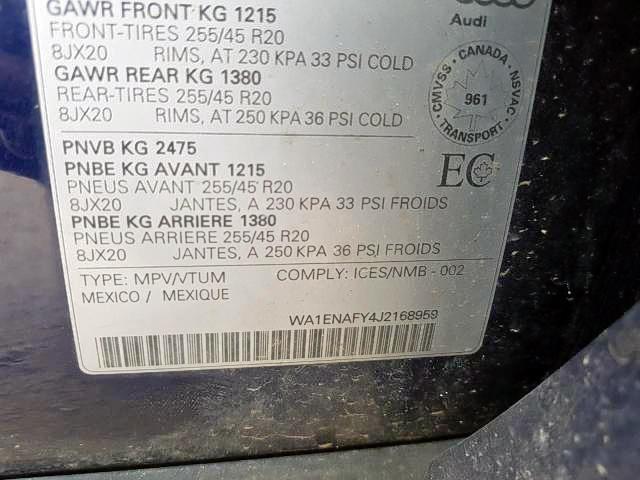 GAWR FRONT KG 1215
FRONT-TIRES 255/45 R20
8JX20 RIMS, AT 230 KPA 33 PSI COLD
GAWR REAR KG 1380
REAR-TIRES 255/45 R20
8JX20 RIMS, AT 250 KPA 36 PSI COLD
PNVB KG 2475
PNBE KG AVANT 1215
PNEUS AVANT 255/45 R20
8JX20 JANTES, A 230 KPA 33 PSI FROIDS
PNBE KG ARRIERE 1380
PNEUS ARRIERE 255/45 R20
8JX20 JANTES, A 250 KPA 36 PSI FROIDS
TYPE: MPV/VTUM COMPLY: ICES/NMB - 002
MEXICO / MEXIQUE
WA1ENAFY4J2168959
Audi
CMVSS • CANADA • NSVAC • TRANSPORT •
961
EC